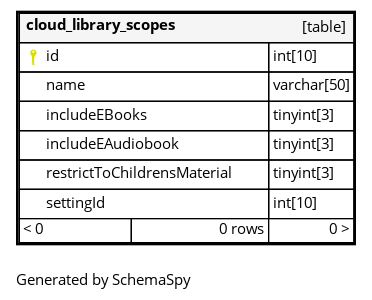 cloud_library_scopes [table]
id int[10]
name varchar[50]
includeEBooks tinyint[3]
includeEAudiobook tinyint[3]
restrictToChildrensMaterial tinyint[3]
settingId int[10]
< 0 0 rows 0 >
Generated by SchemaSpy